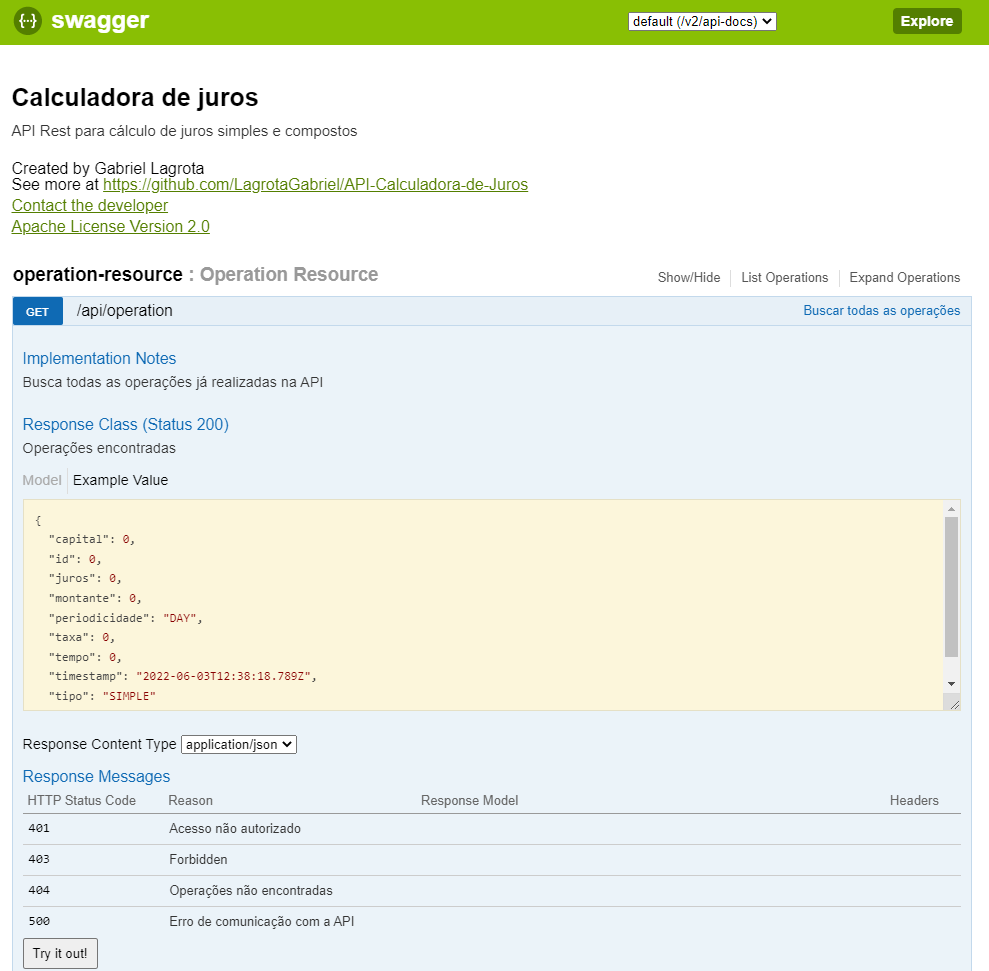 {···} swagger default (/v2/api-docs) Explore
Calculadora de juros
API Rest para cálculo de juros simples e compostos
Created by Gabriel Lagrota
See more at https://github.com/LagrotaGabriel/API-Calculadora-de-Juros
Contact the developer
Apache License Version 2.0
operation-resource : Operation Resource Show/Hide List Operations Expand Operations
GET /api/operation Buscar todas as operações
Implementation Notes
Busca todas as operações já realizadas na API
Response Class (Status 200)
Operações encontradas
Model Example Value
{
"capital": 0,
"id": 0,
"juros": 0,
"montante": 0,
"periodicidade": "DAY",
"taxa": 0,
"tempo": 0,
"timestamp": "2022-06-03T12:38:18.789Z",
"tipo": "SIMPLE"
Response Content Type application/json
Response Messages
HTTP Status Code Reason Response Model Headers
401 Acesso não autorizado
403 Forbidden
404 Operações não encontradas
500 Erro de comunicação com a API
Try it out!